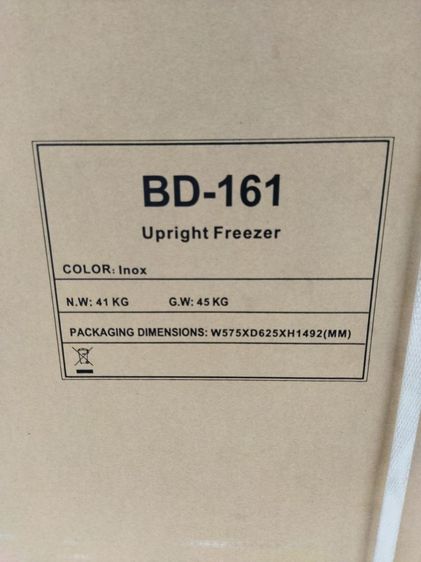 BD-161
Upright Freezer
COLOR: Inox
N.W: 41 KG G.W: 45 KG
PACKAGING DIMENSIONS: W575XD625XH1492(MM)